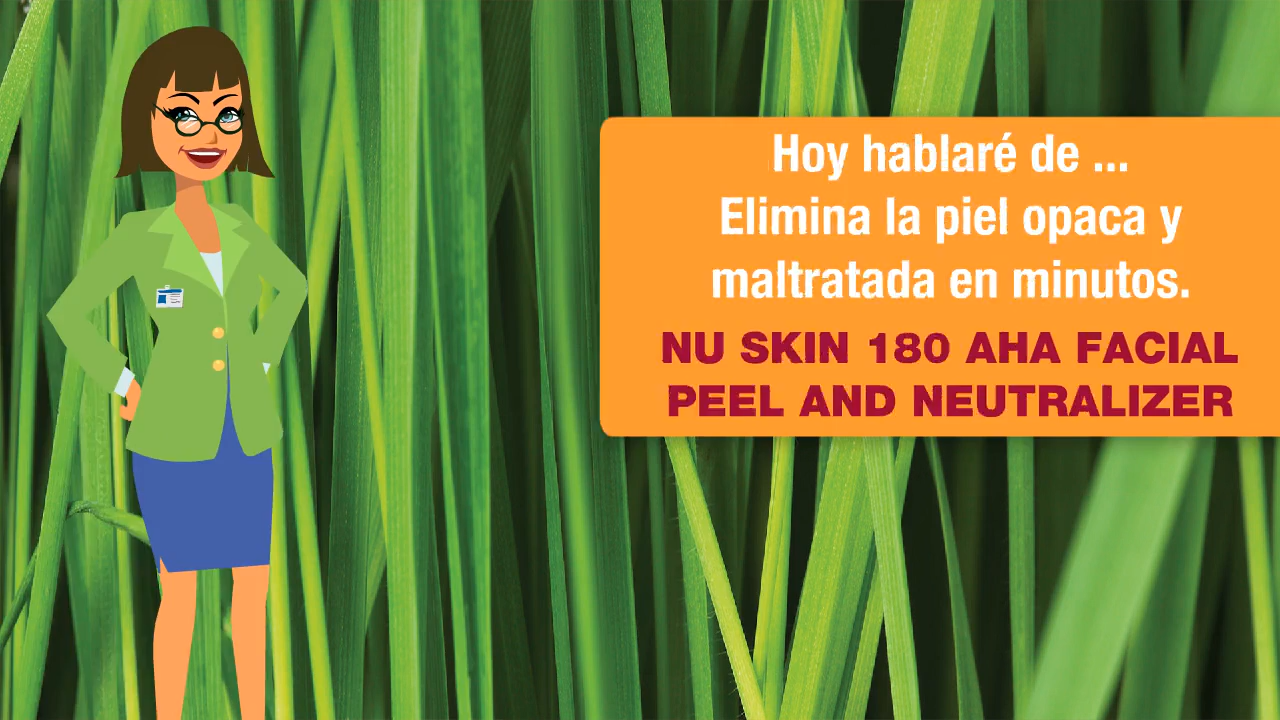 Hoy hablaré de ...
Elimina la piel opaca y
maltratada en minutos.
NU SKIN 180 AHA FACIAL
PEEL AND NEUTRALIZER